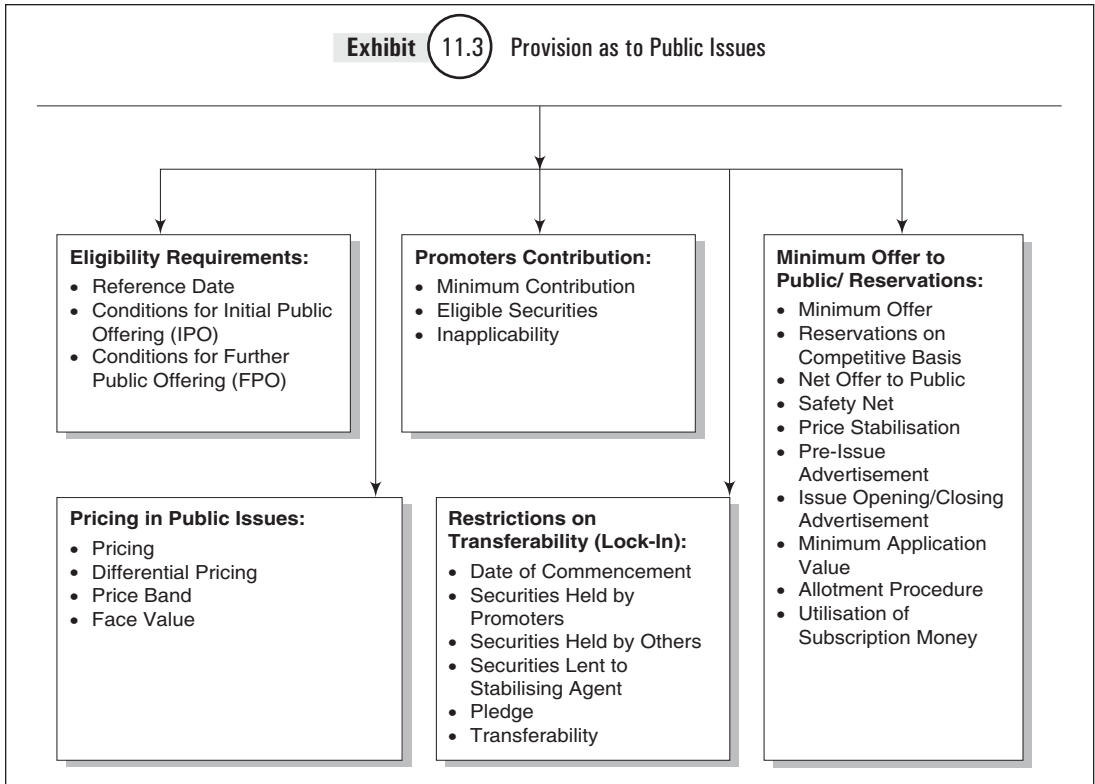 Exhibit 11.3 Provision as to Public Issues
Eligibility Requirements:
• Reference Date
• Conditions for Initial Public
Offering (IPO)
• Conditions for Further
Public Offering (FPO)
Promoters Contribution:
• Minimum Contribution
• Eligible Securities
• Inapplicability
Minimum Offer to
Public/ Reservations:
• Minimum Offer
• Reservations on
Competitive Basis
• Net Offer to Public
• Safety Net
• Price Stabilisation
• Pre-Issue
Advertisement
• Issue Opening/Closing
Advertisement
• Minimum Application
Value
• Allotment Procedure
• Utilisation of
Subscription Money
Pricing in Public Issues:
• Pricing
• Differential Pricing
• Price Band
• Face Value
Restrictions on
Transferability (Lock-In):
• Date of Commencement
• Securities Held by
Promoters
• Securities Held by Others
• Securities Lent to
Stabilising Agent
• Pledge
• Transferability